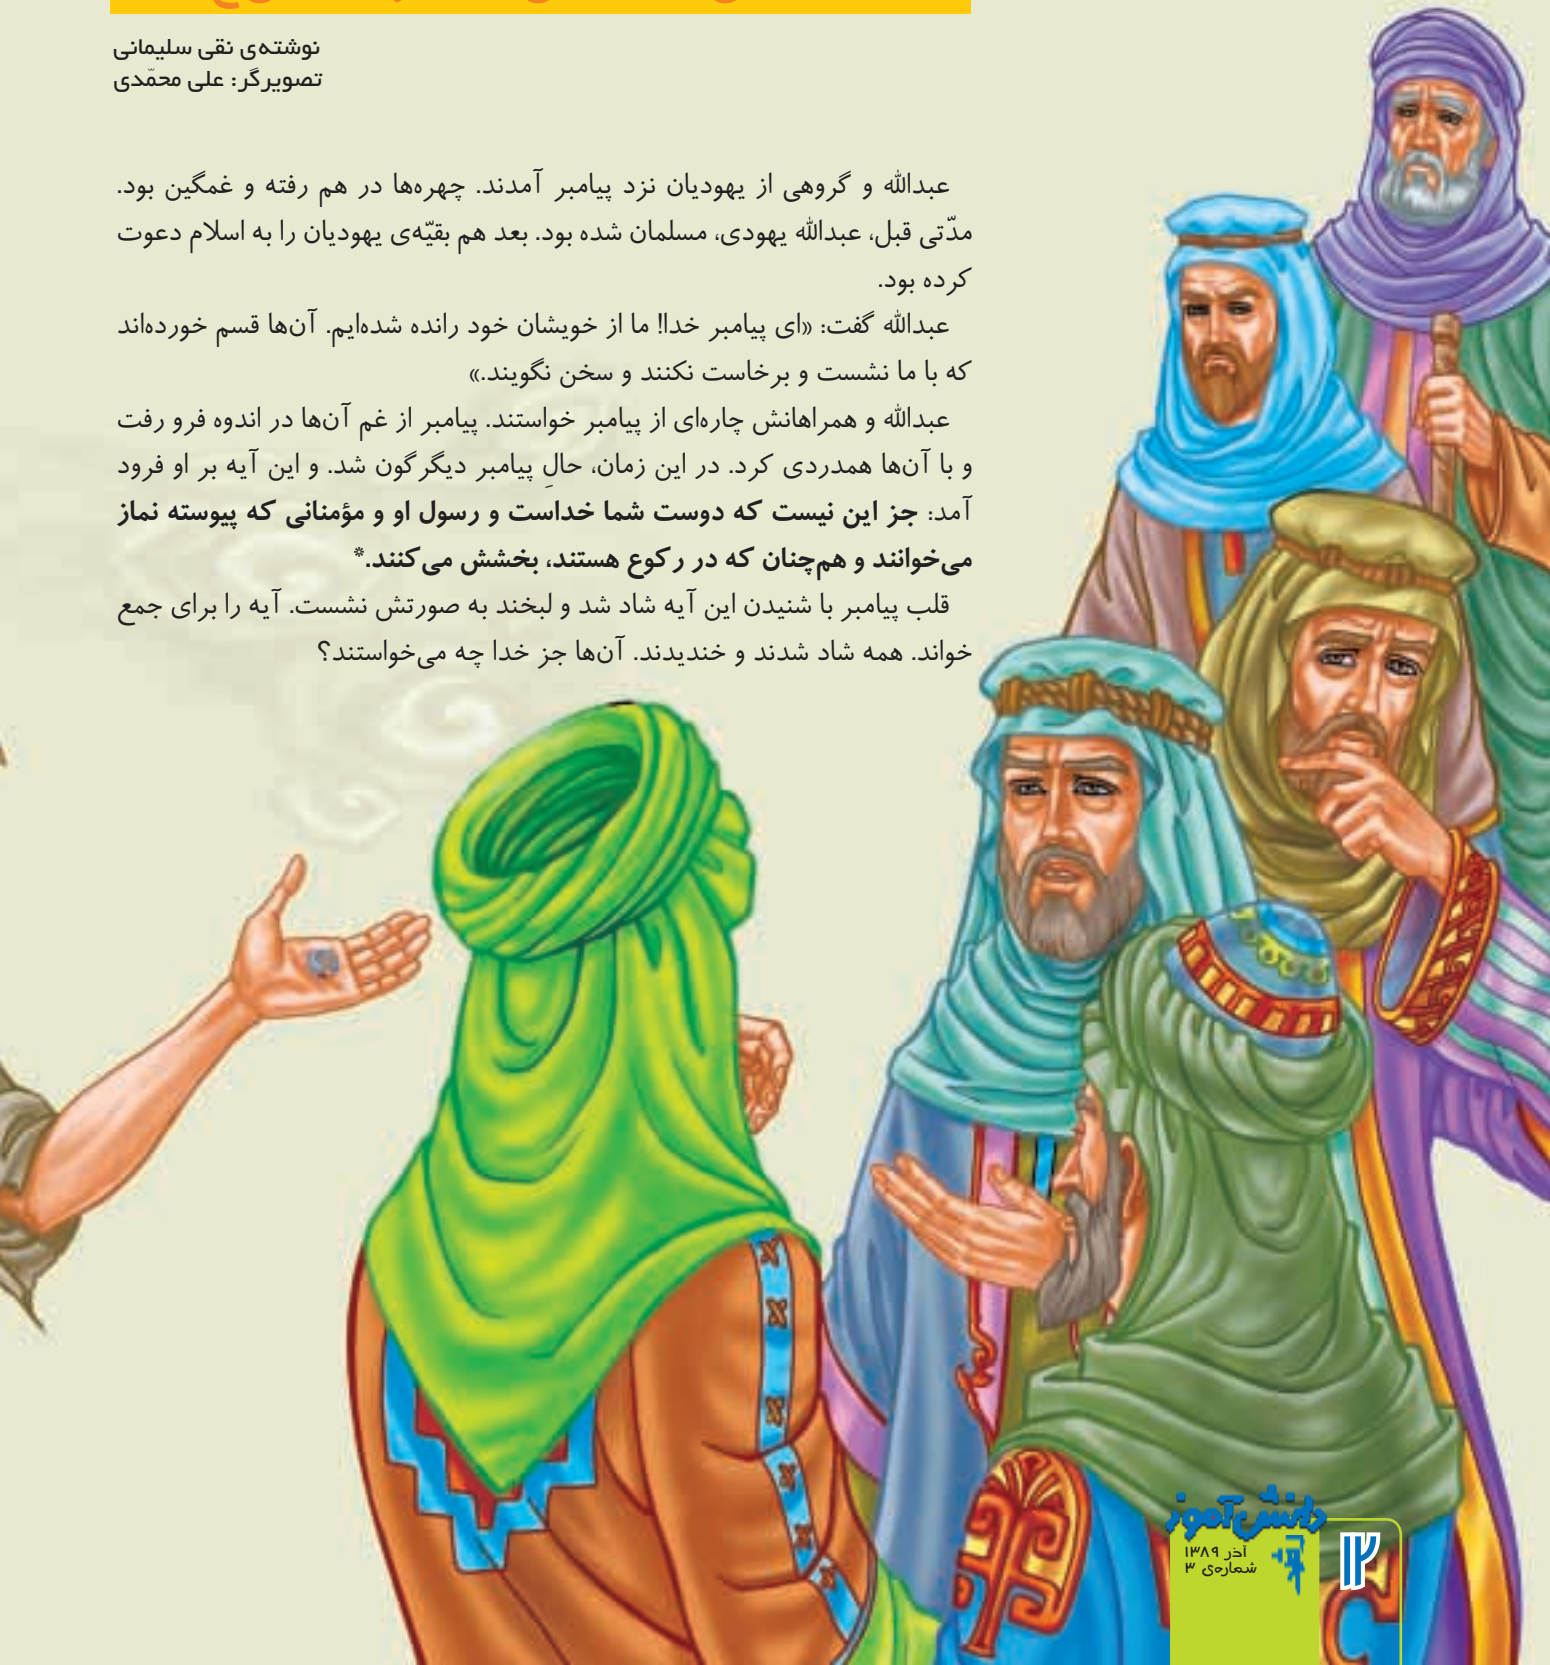 نوشته‌ی نقی سلیمانی
تصویرگر: علی محمّدی
عبدالله و گروهی از یهودیان نزد پیامبر آمدند. چهره‌ها در هم رفته و غمگین بود.
مدّتی قبل، عبدالله یهودی، مسلمان شده بود. بعد هم بقیّه‌ی یهودیان را به اسلام دعوت
کرده بود.
عبدالله گفت: «ای پیامبر خدا! ما از خویشان خود رانده شده‌ایم. آن‌ها قسم خورده‌اند
که با ما نشست و برخاست نکنند و سخن نگویند.»
عبدالله و همراهانش چاره‌ای از پیامبر خواستند. پیامبر از غم آن‌ها در اندوه فرو رفت
و با آن‌ها همدردی کرد. در این زمان، حالِ پیامبر دیگرگون شد. و این آیه بر او فرود
آمد: جز این نیست که دوست شما خداست و رسول او و مؤمنانی که پیوسته نماز
می‌خوانند و هم‌چنان که در رکوع هستند، بخشش می‌کنند.*
قلب پیامبر با شنیدن این آیه شاد شد و لبخند به صورتش نشست. آیه را برای جمع
خواند. همه شاد شدند و خندیدند. آن‌ها جز خدا چه می‌خواستند؟
دانش‌آموز
آذر ۱۳۸۹
شماره‌ی ۳
۱۲